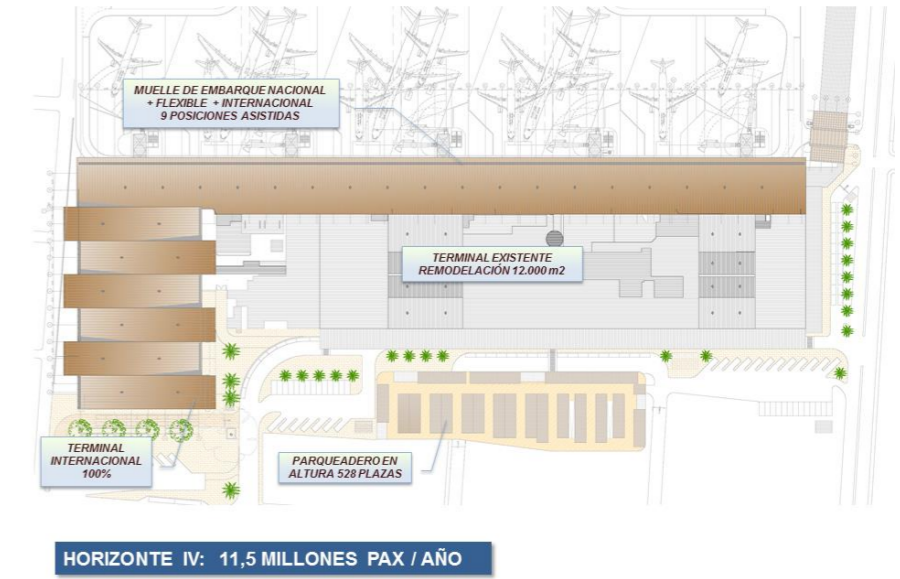 MUELLE DE EMBARQUE NACIONAL
+ FLEXIBLE + INTERNACIONAL
9 POSICIONES ASISTIDAS
TERMINAL EXISTENTE
REMODELACIÓN 12.000 m2
TERMINAL
INTERNACIONAL
100%
PARQUEADERO EN
ALTURA 528 PLAZAS
HORIZONTE IV: 11,5 MILLONES PAX / AÑO